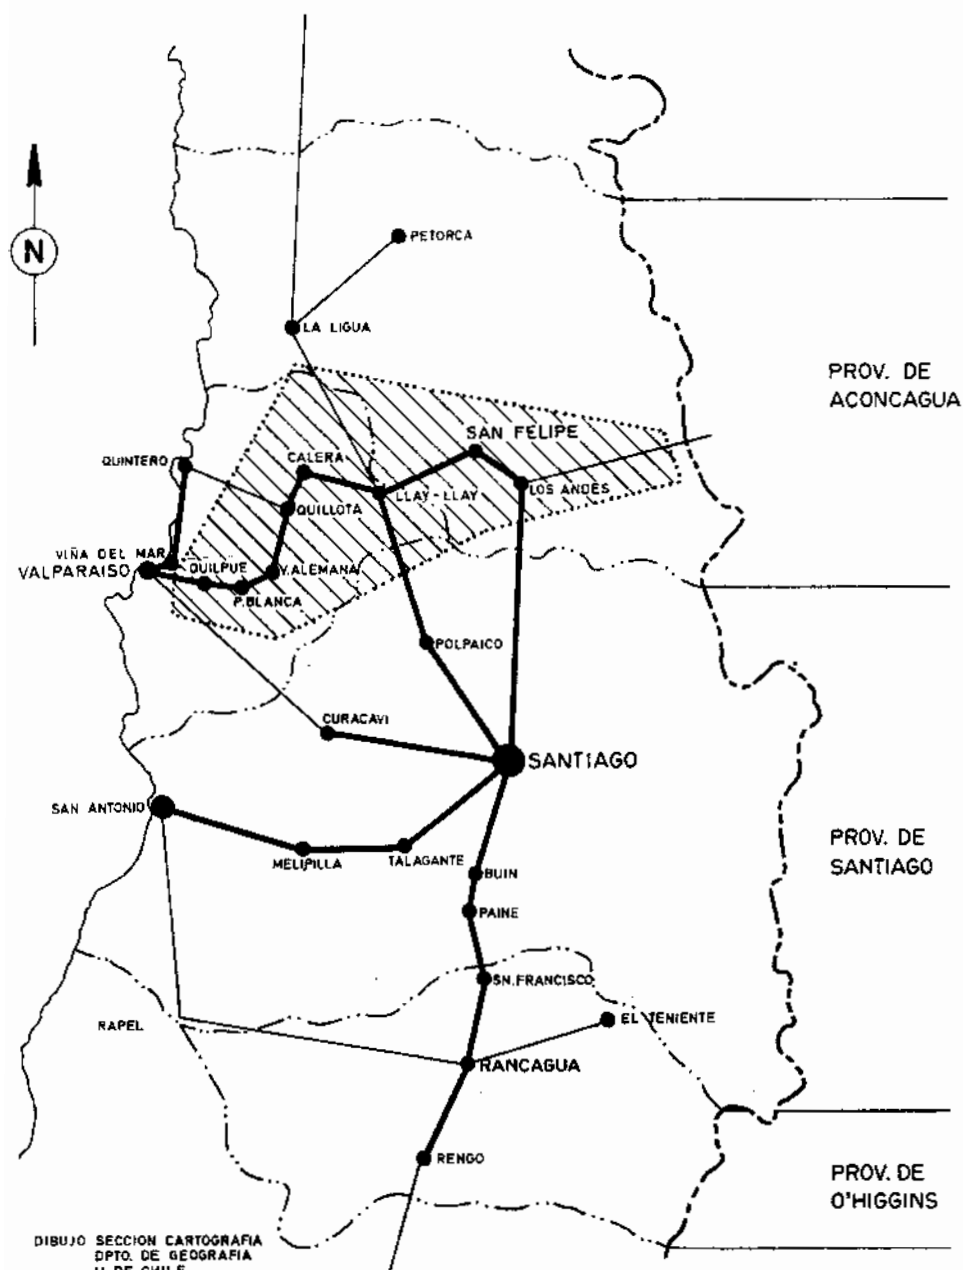 N
PETORCA
LA LIGUA
PROV. DE
ACONCAGUA
SAN FELIPE
CALERA
QUINTERO
LLAY-LLAY
LOS ANDES
QUILLOTA
VIÑA DEL MAR
VALPARAISO
QUILPUE
V.ALEMANA
P.BLANCA
POLPAICO
CURACAVI
SANTIAGO
SAN ANTONIO
MELIPILLA
TALAGANTE
BUIN
PAINE
PROV. DE
SANTIAGO
SN.FRANCISCO
RAPEL
EL TENIENTE
RANCAGUA
RENGO
PROV. DE
O'HIGGINS
DIBUJO SECCION CARTOGRAFIA
DPTO. DE GEOGRAFIA
U. DE CHILE